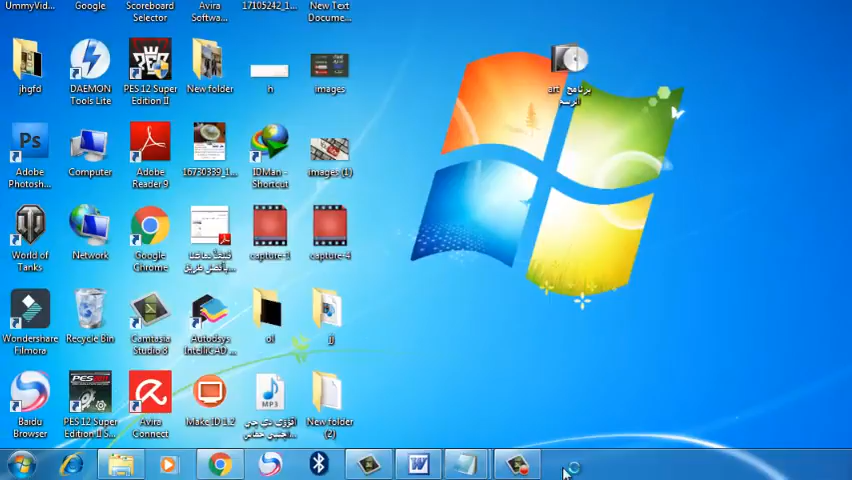 UmmyVid...
Google
Scoreboard
Selector
Avira
Softwa...
17105242_1...
New Text
Docume...
jhgfd
DAEMON
Tools Lite
PES 12 Super
Edition II
New folder
h
images
برنامج art
الرسم
Adobe
Photosh...
Computer
Adobe
Reader 9
16730339_1...
IDMan -
Shortcut
images (1)
World of
Tanks
Network
Google
Chrome
capture-1
capture-4
Wondershare
Filmora
Recycle Bin
Camtasia
Studio 8
Autodsys
IntelliCAD ...
Baidu
Browser
PES 12 Super
Edition II S...
Avira
Connect
Make ID 1.2
New folder
(2)